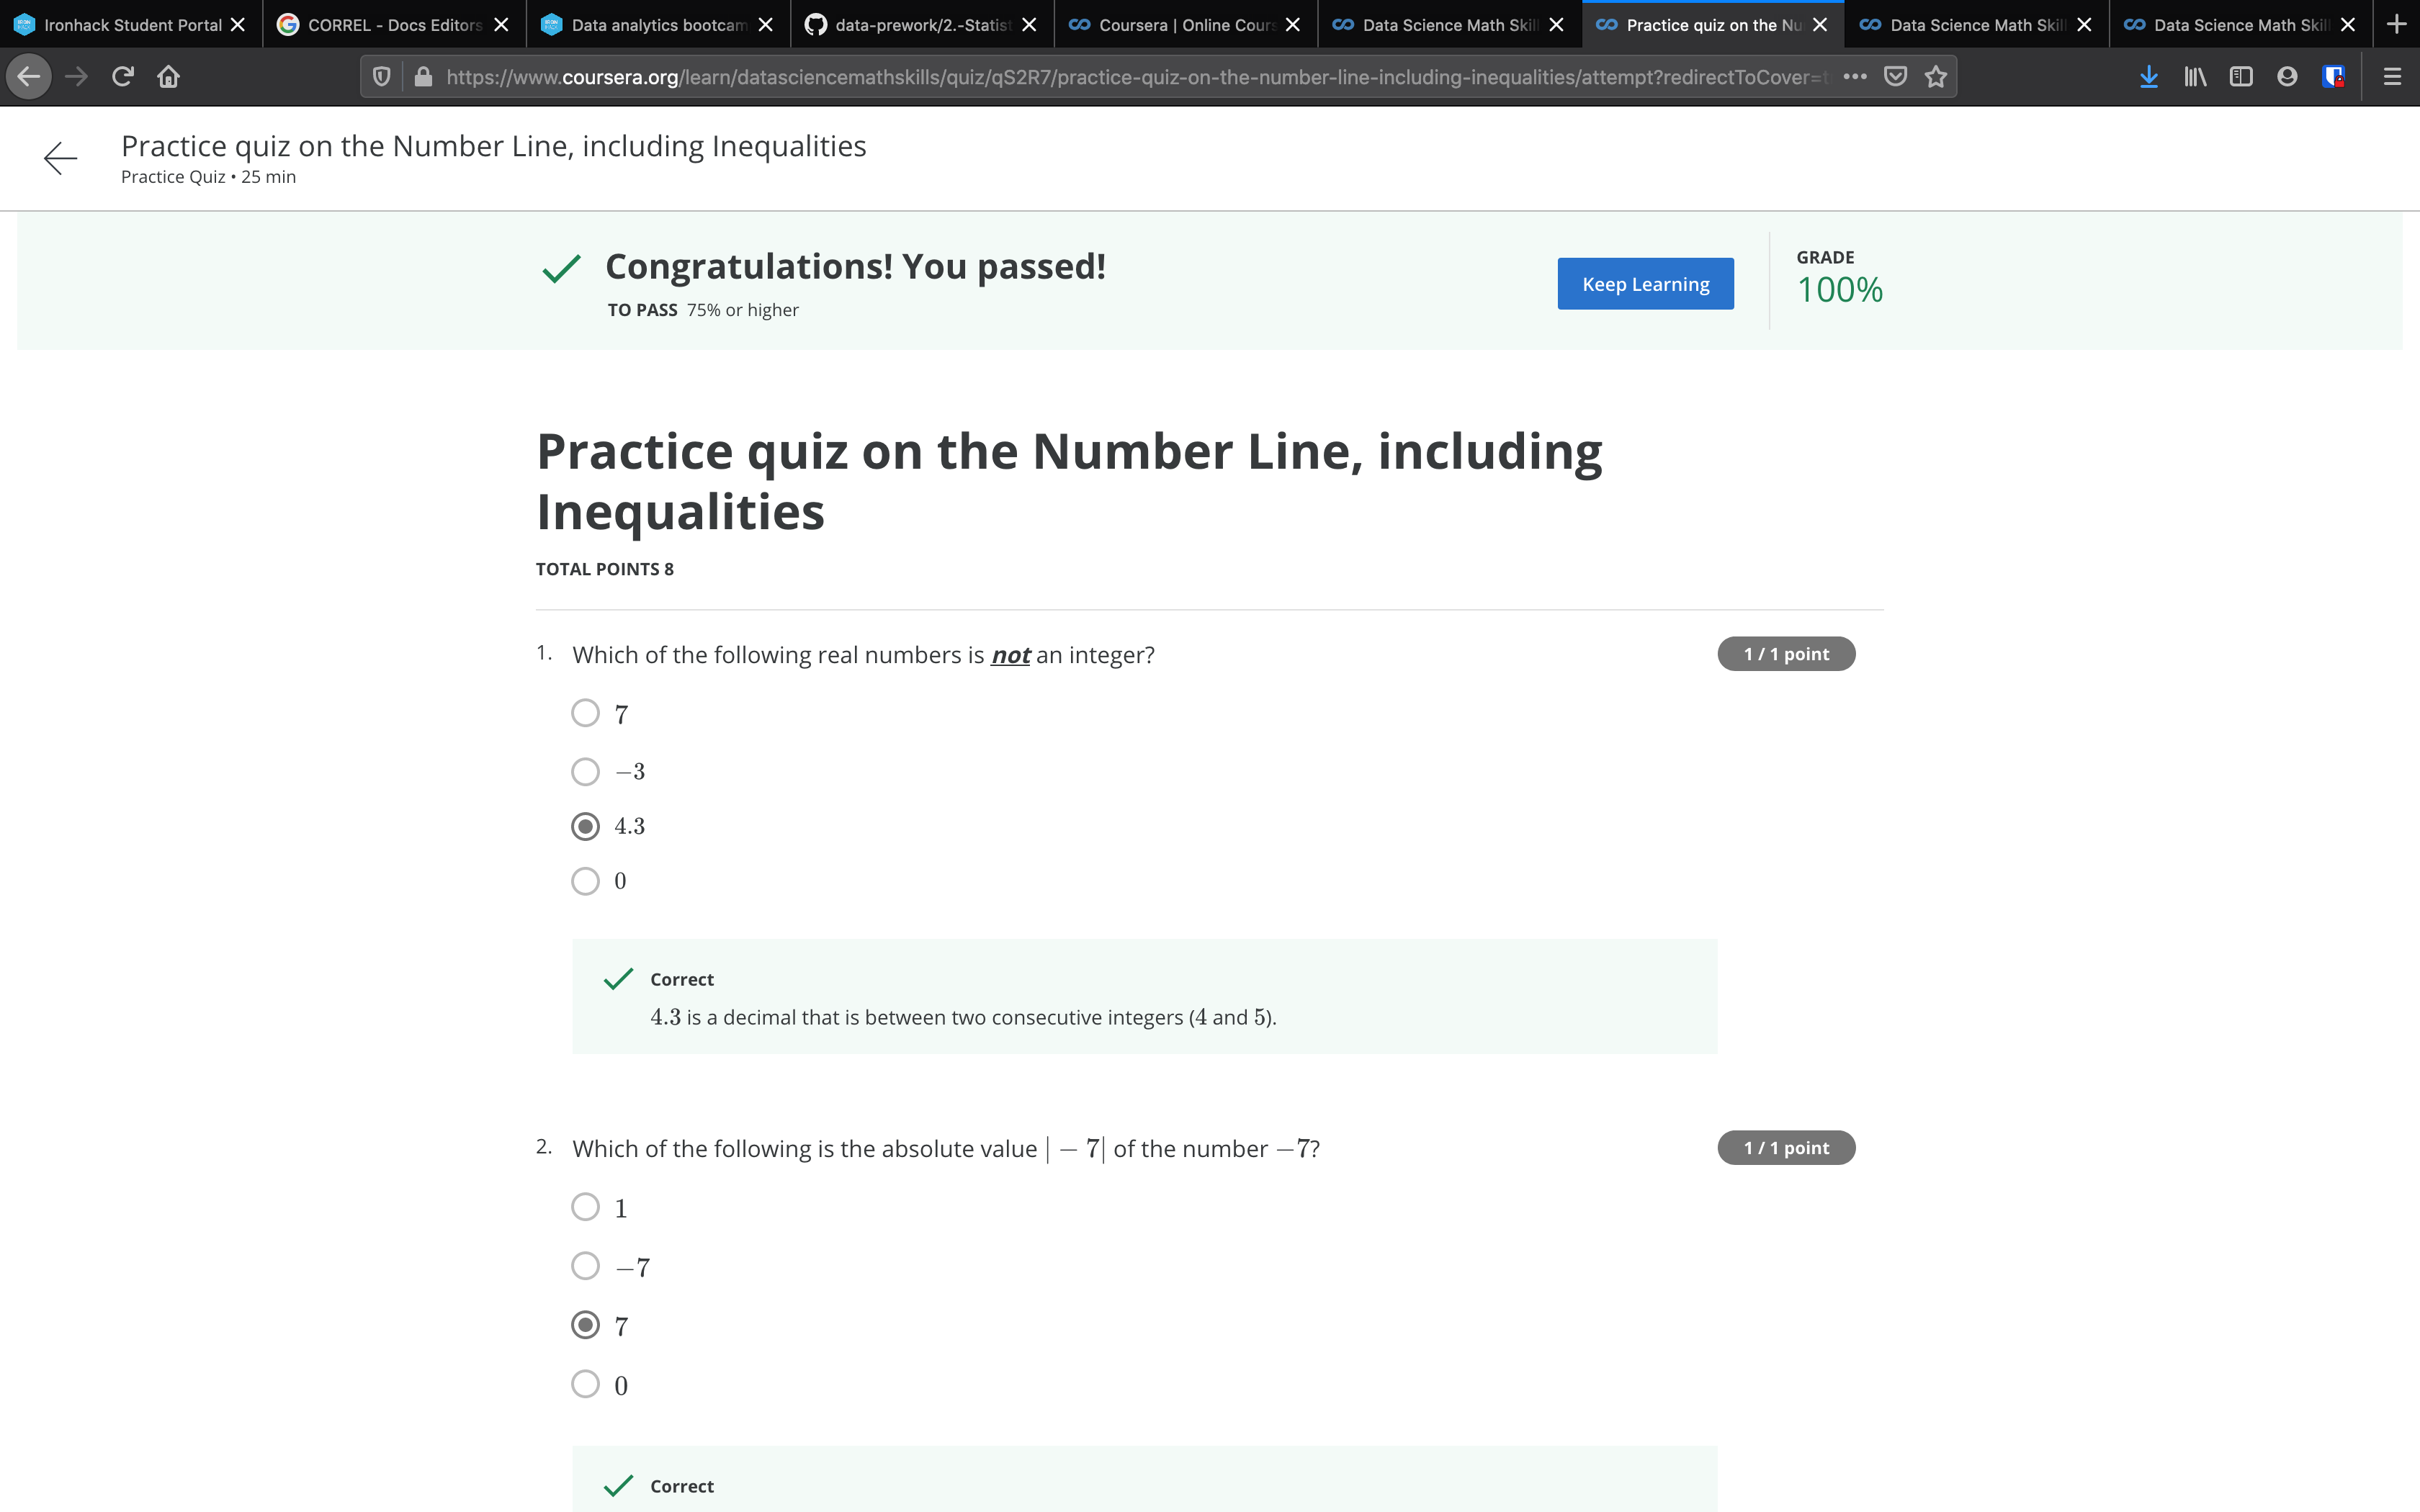 Ironhack Student Portal
CORREL - Docs Editors
Data analytics bootcam
data-prework/2.-Statist
Coursera | Online Cours
Data Science Math Skil
Practice quiz on the Nu
Data Science Math Skill
Data Science Math Skill
https://www.coursera.org/learn/datasciencemathskills/quiz/qS2R7/practice-quiz-on-the-number-line-including-inequalities/attempt?redirectToCover=t
Practice quiz on the Number Line, including Inequalities
Practice Quiz • 25 min
Congratulations! You passed!
TO PASS 75% or higher
Keep Learning
GRADE
100%
Practice quiz on the Number Line, including
Inequalities
TOTAL POINTS 8
1. Which of the following real numbers is not an integer?
1 / 1 point
7
−3
4.3
0
Correct
4.3 is a decimal that is between two consecutive integers (4 and 5).
2. Which of the following is the absolute value | − 7| of the number −7?
1 / 1 point
1
−7
7
0
Correct